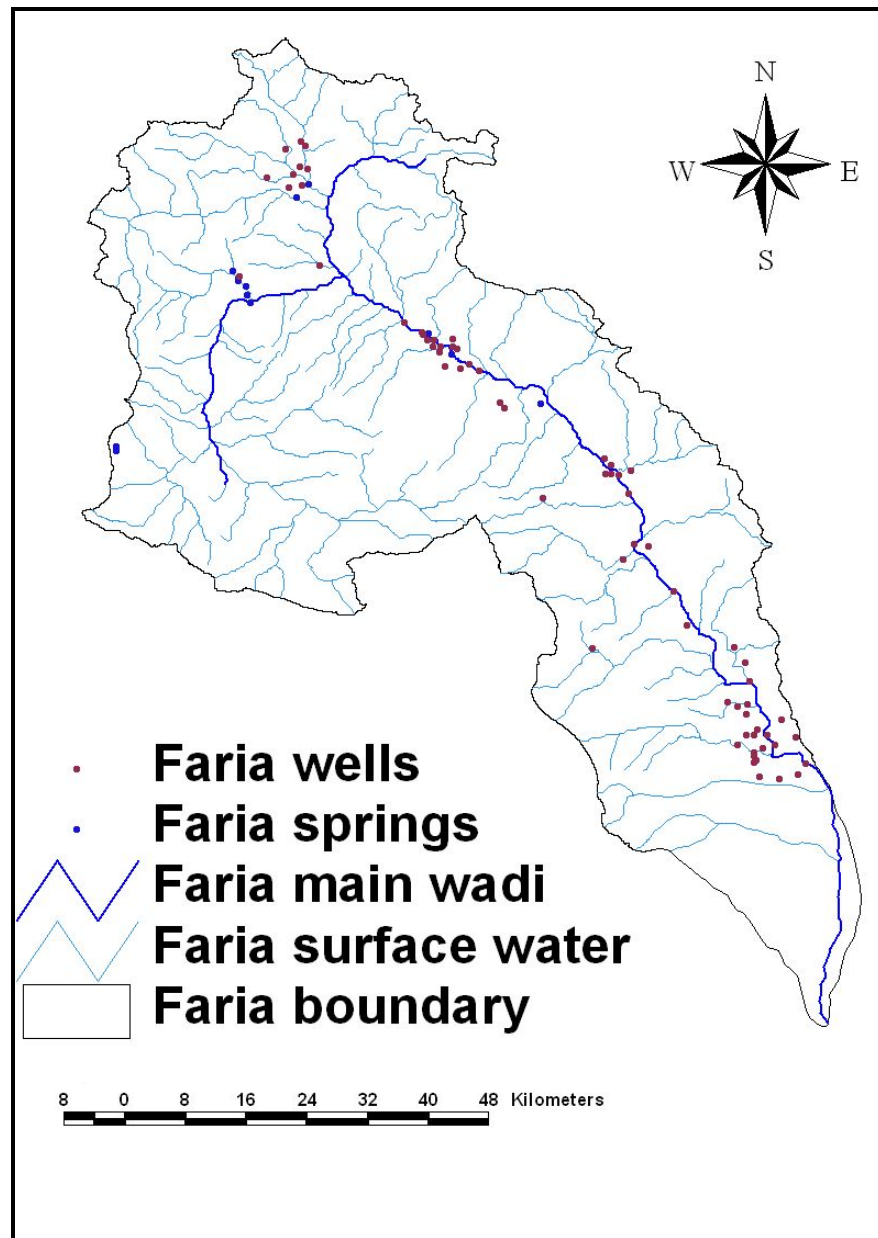 N
W E
S
Faria wells
Faria springs
Faria main wadi
Faria surface water
Faria boundary
8 0 8 16 24 32 40 48 Kilometers